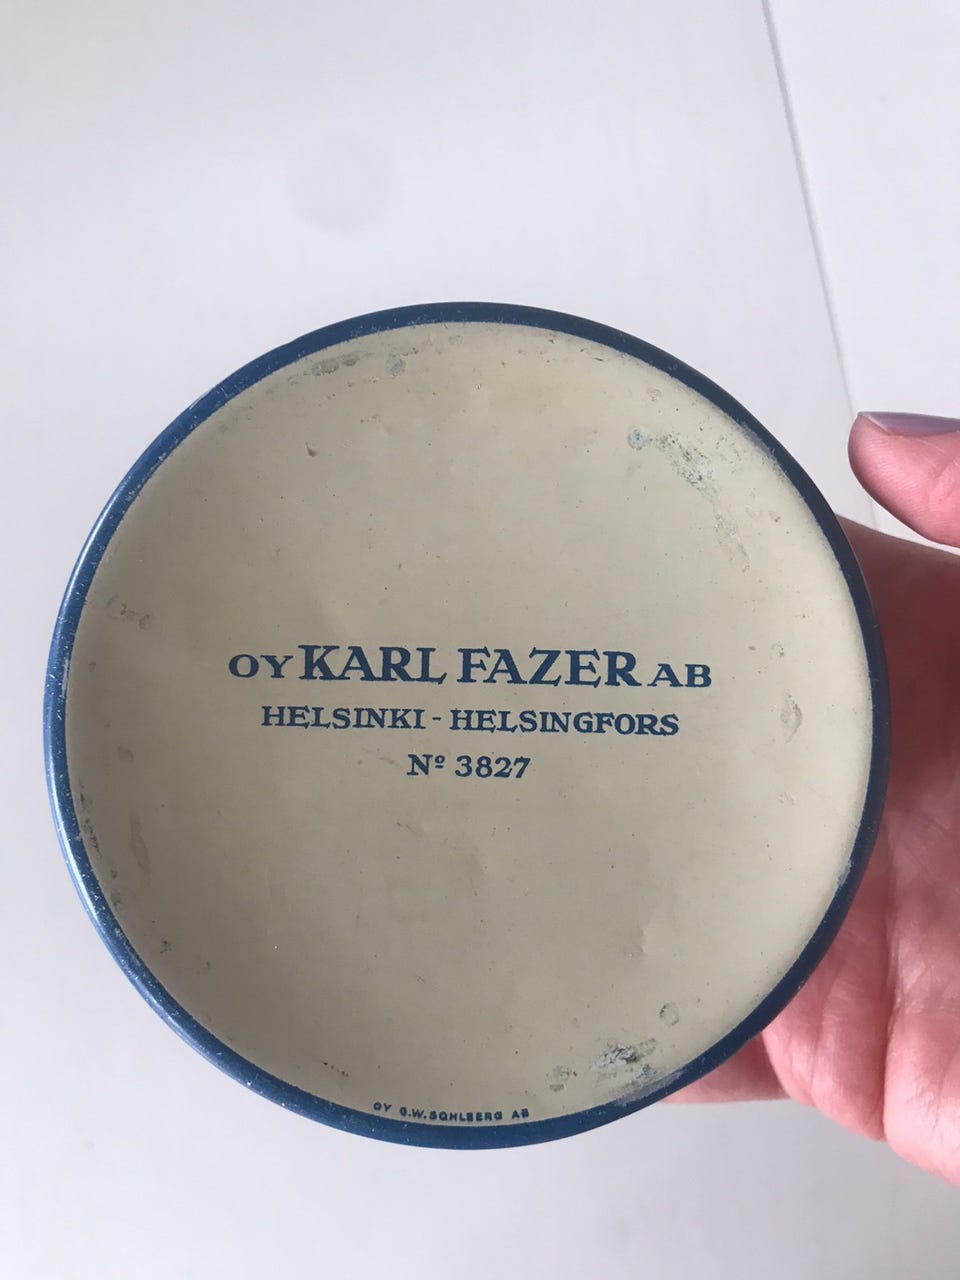 OY KARL FAZER AB
HELSINKI - HELSINGFORS
Nº 3827
OY G.W. SOHLBERG AB